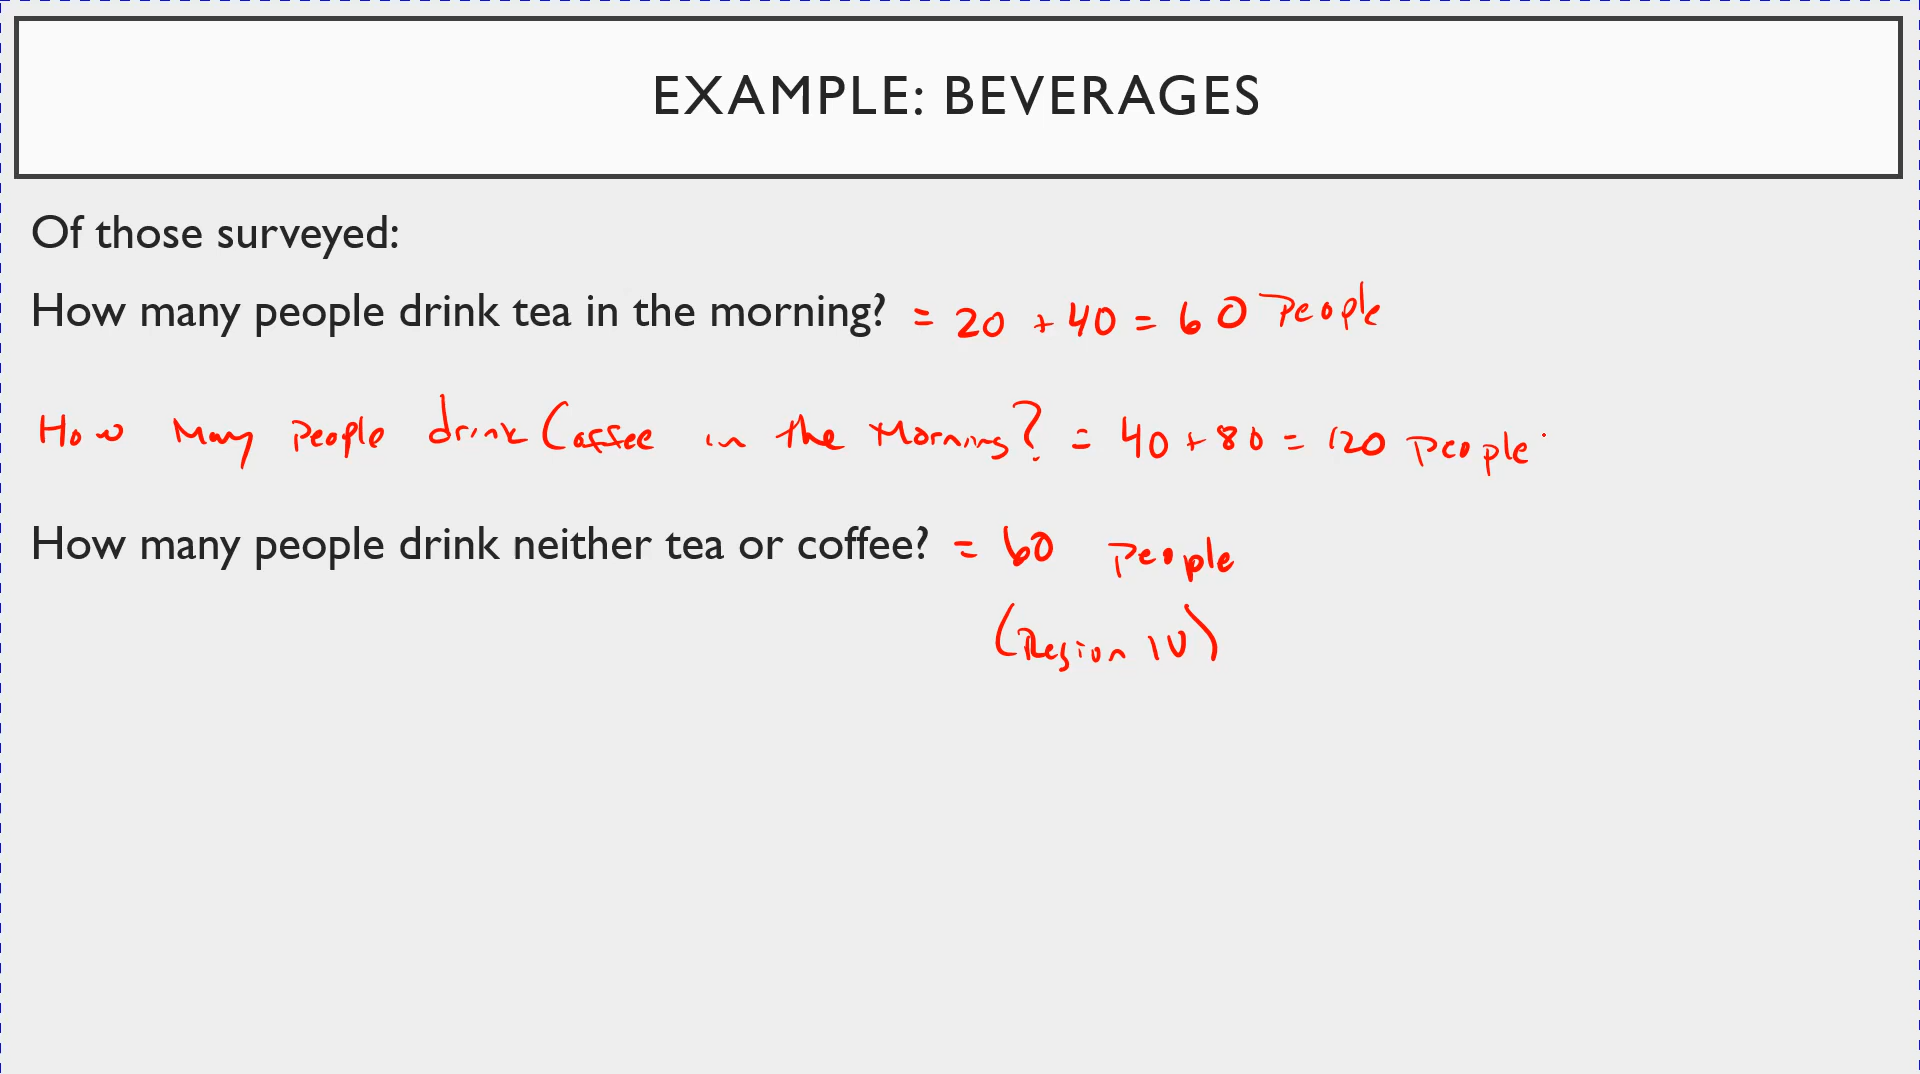 EXAMPLE: BEVERAGES
Of those surveyed:
How many people drink tea in the morning? = 20 + 40 = 60 People
How Many People drink Coffee in the Morning? = 40 + 80 = 120 People
How many people drink neither tea or coffee? = 60 People
(Region IV)